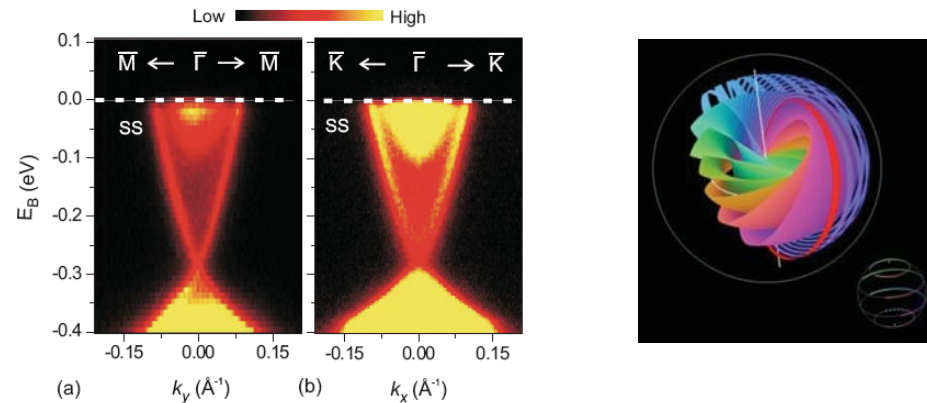 Low High
0.1
0.0
-0.1
-0.2
-0.3
-0.4
E_B (eV)
M̅ ← Γ̅ → M̅
SS
-0.15 0.00 0.15
(a) k_y (Å⁻¹)
K̅ ← Γ̅ → K̅
SS
-0.15 0.00 0.15
(b) k_x (Å⁻¹)